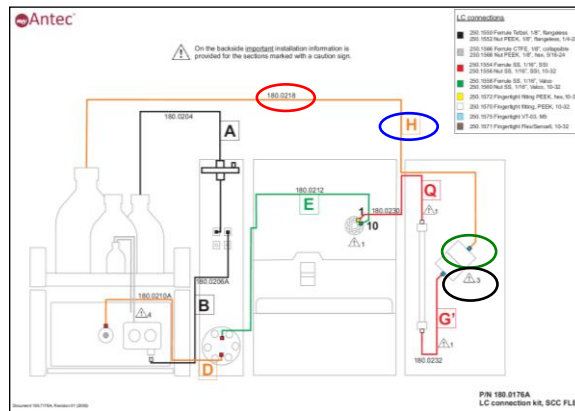 Antec
On the backside important installation information is
provided for the sections marked with a caution sign.
LC connections
250.1550 Ferrule Tefzel, 1/8", flangeless
250.1552 Nut PEEK, 1/8", flangeless, 1/4-28
250.1566 Ferrule CTFE, 1/8", collapsible
250.1568 Nut PEEK, 1/8", hex, 5/16-24
250.1554 Ferrule SS, 1/16", SSI
250.1556 Nut SS, 1/16", SSI, 10-32
250.1558 Ferrule SS, 1/16", Valco
250.1560 Nut SS, 1/16", Valco, 10-32
250.1072 Fingertight fitting PEEK, hex, 10-32
250.1070 Fingertight fitting, PEEK, 10-32
250.1575 Fingertight VT-03, M6
250.1571 Fingertight Flex/Sencell, 10-32
180.0218
180.0204
A
H
180.0212
E
1
180.0230
10
1
Q
1
180.0210A
180.0206A
B
4
D
3
G'
1
180.0232
P/N 180.0176A
LC connection kit, SCC FLE